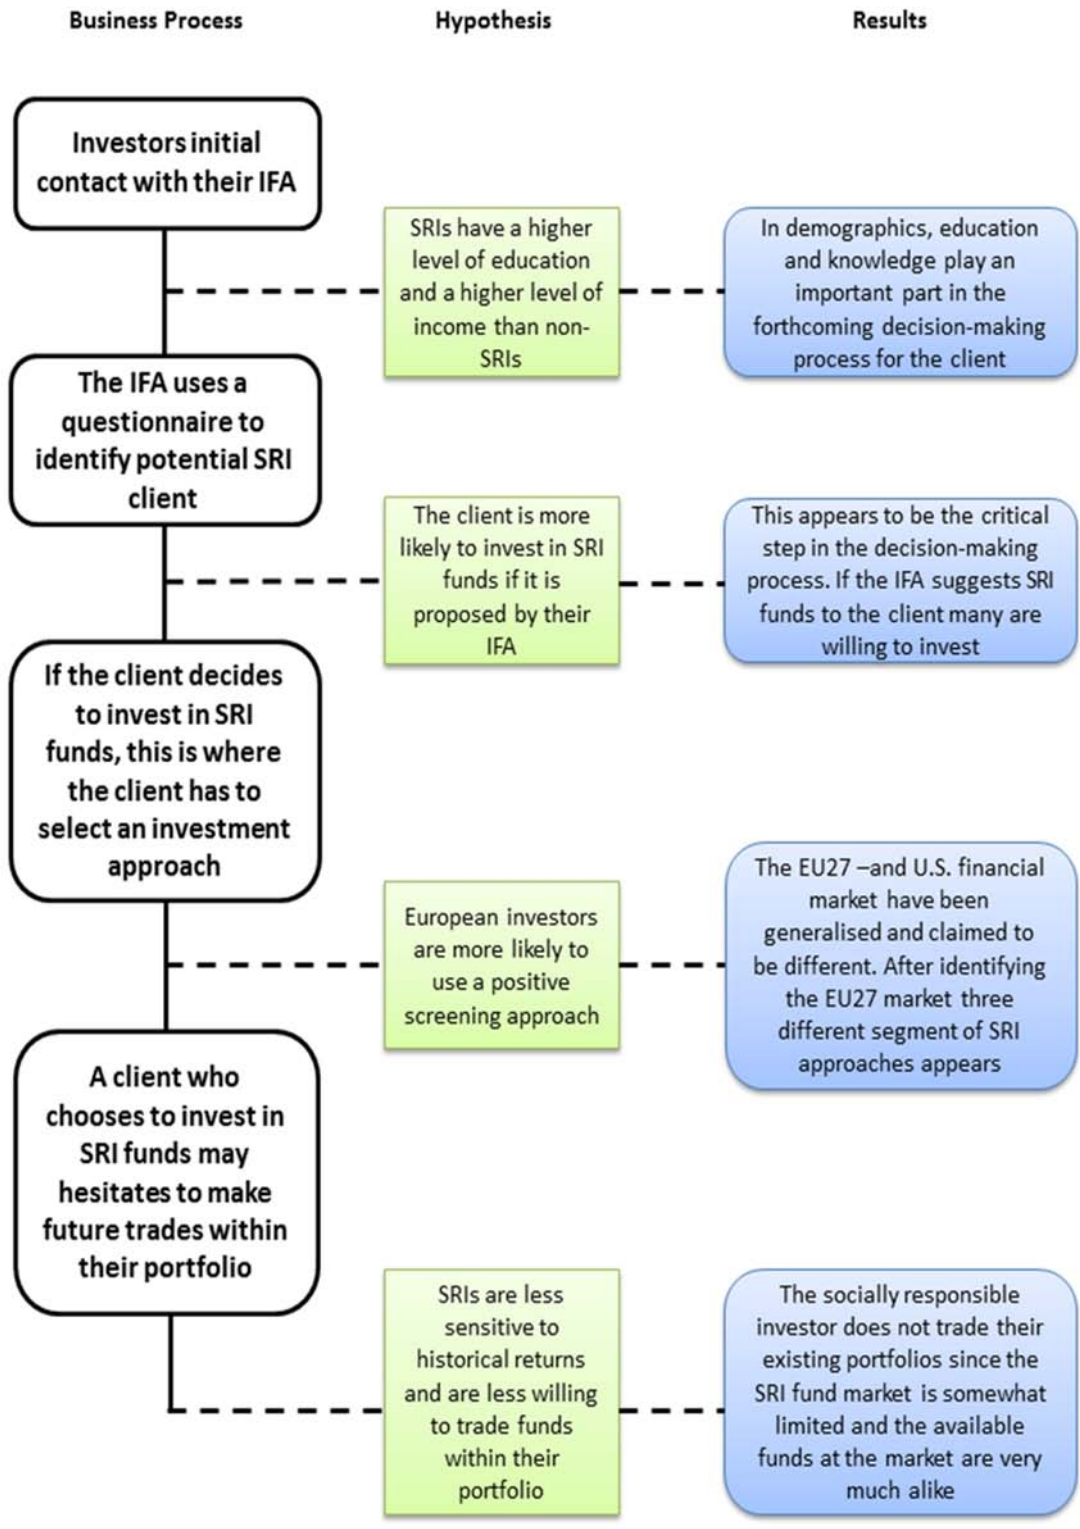 Business Process
Hypothesis
Results
Investors initial
contact with their IFA
SRIs have a higher
level of education
and a higher level of
income than non-
SRIs
In demographics, education
and knowledge play an
important part in the
forthcoming decision-making
process for the client
The IFA uses a
questionnaire to
identify potential SRI
client
The client is more
likely to invest in SRI
funds if it is
proposed by their
IFA
This appears to be the critical
step in the decision-making
process. If the IFA suggests SRI
funds to the client many are
willing to invest
If the client decides
to invest in SRI
funds, this is where
the client has to
select an investment
approach
European investors
are more likely to
use a positive
screening approach
The EU27 –and U.S. financial
market have been
generalised and claimed to
be different. After identifying
the EU27 market three
different segment of SRI
approaches appears
A client who
chooses to invest in
SRI funds may
hesitates to make
future trades within
their portfolio
SRIs are less
sensitive to
historical returns
and are less willing
to trade funds
within their
portfolio
The socially responsible
investor does not trade their
existing portfolios since the
SRI fund market is somewhat
limited and the available
funds at the market are very
much alike